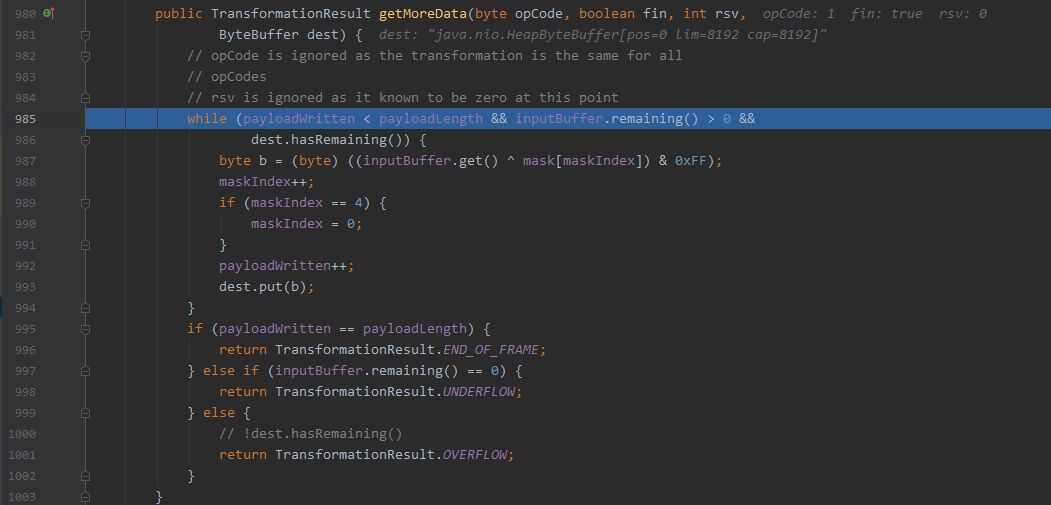 980 public TransformationResult getMoreData(byte opCode, boolean fin, int rsv, opCode: 1 fin: true rsv: 0
981 ByteBuffer dest) { dest: "java.nio.HeapByteBuffer[pos=0 lim=8192 cap=8192]"
982 // opCode is ignored as the transformation is the same for all
983 // opCodes
984 // rsv is ignored as it known to be zero at this point
985 while (payloadWritten < payloadLength && inputBuffer.remaining() > 0 &&
986 dest.hasRemaining()) {
987 byte b = (byte) ((inputBuffer.get() ^ mask[maskIndex]) & 0xFF);
988 maskIndex++;
989 if (maskIndex == 4) {
990 maskIndex = 0;
991 }
992 payloadWritten++;
993 dest.put(b);
994 }
995 if (payloadWritten == payloadLength) {
996 return TransformationResult.END_OF_FRAME;
997 } else if (inputBuffer.remaining() == 0) {
998 return TransformationResult.UNDERFLOW;
999 } else {
1000 // !dest.hasRemaining()
1001 return TransformationResult.OVERFLOW;
1002 }
1003 }